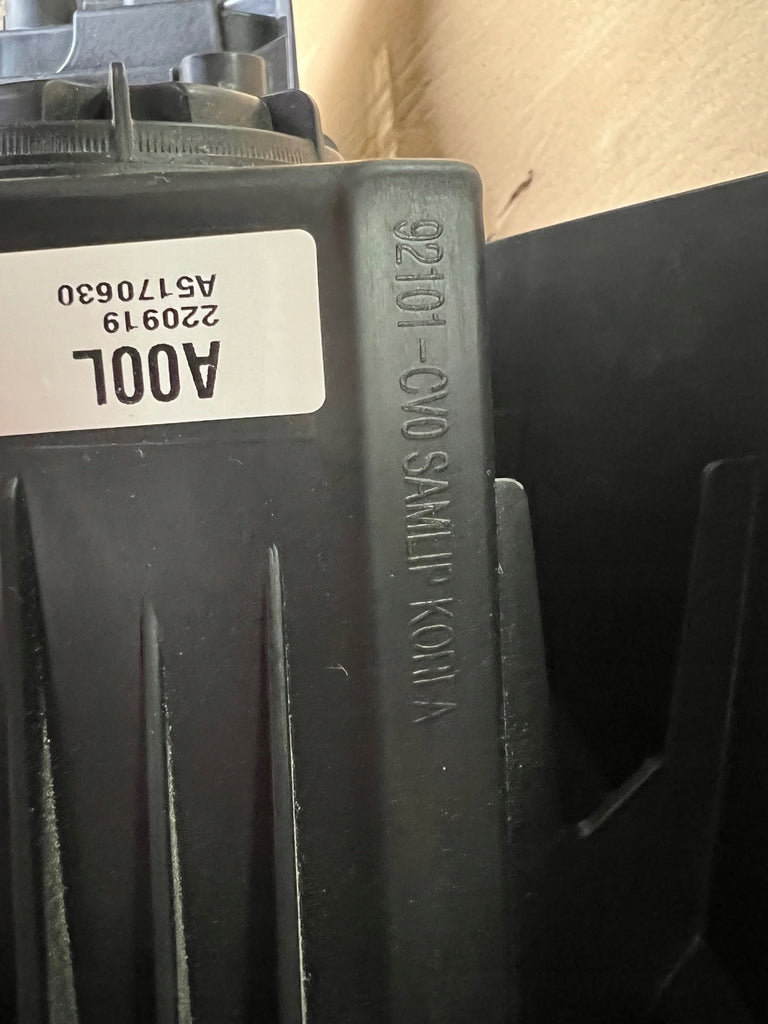 A00L
220919
A5170630
92101-CV0 SAMLIP KOREA